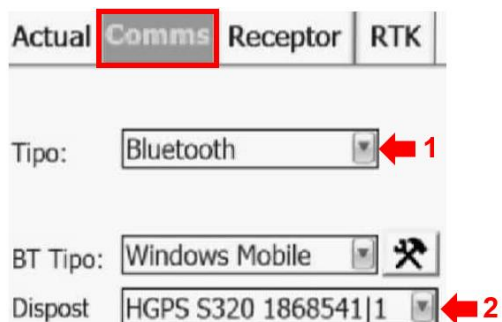 Actual Comms Receptor RTK
Tipo: Bluetooth 1
BT Tipo: Windows Mobile
Dispost HGPS S320 1868541|1 2